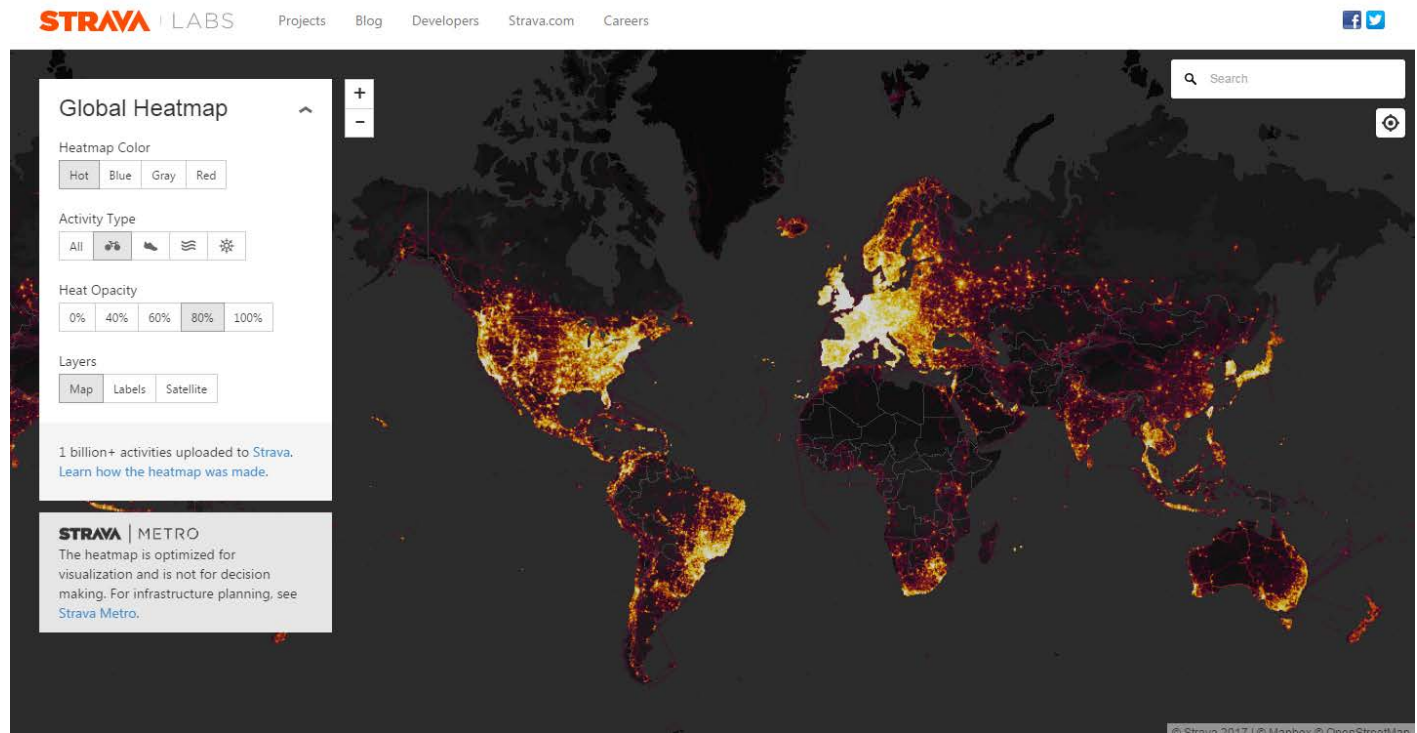 STRAVA | LABS Projects Blog Developers Strava.com Careers
Search
Global Heatmap
+
−
Heatmap Color
Hot Blue Gray Red
Activity Type
All
Heat Opacity
0% 40% 60% 80% 100%
Layers
Map Labels Satellite
1 billion+ activities uploaded to Strava.
Learn how the heatmap was made.
STRAVA | METRO
The heatmap is optimized for
visualization and is not for decision
making. For infrastructure planning, see
Strava Metro.
© Strava 2017 | © Mapbox © OpenStreetMap